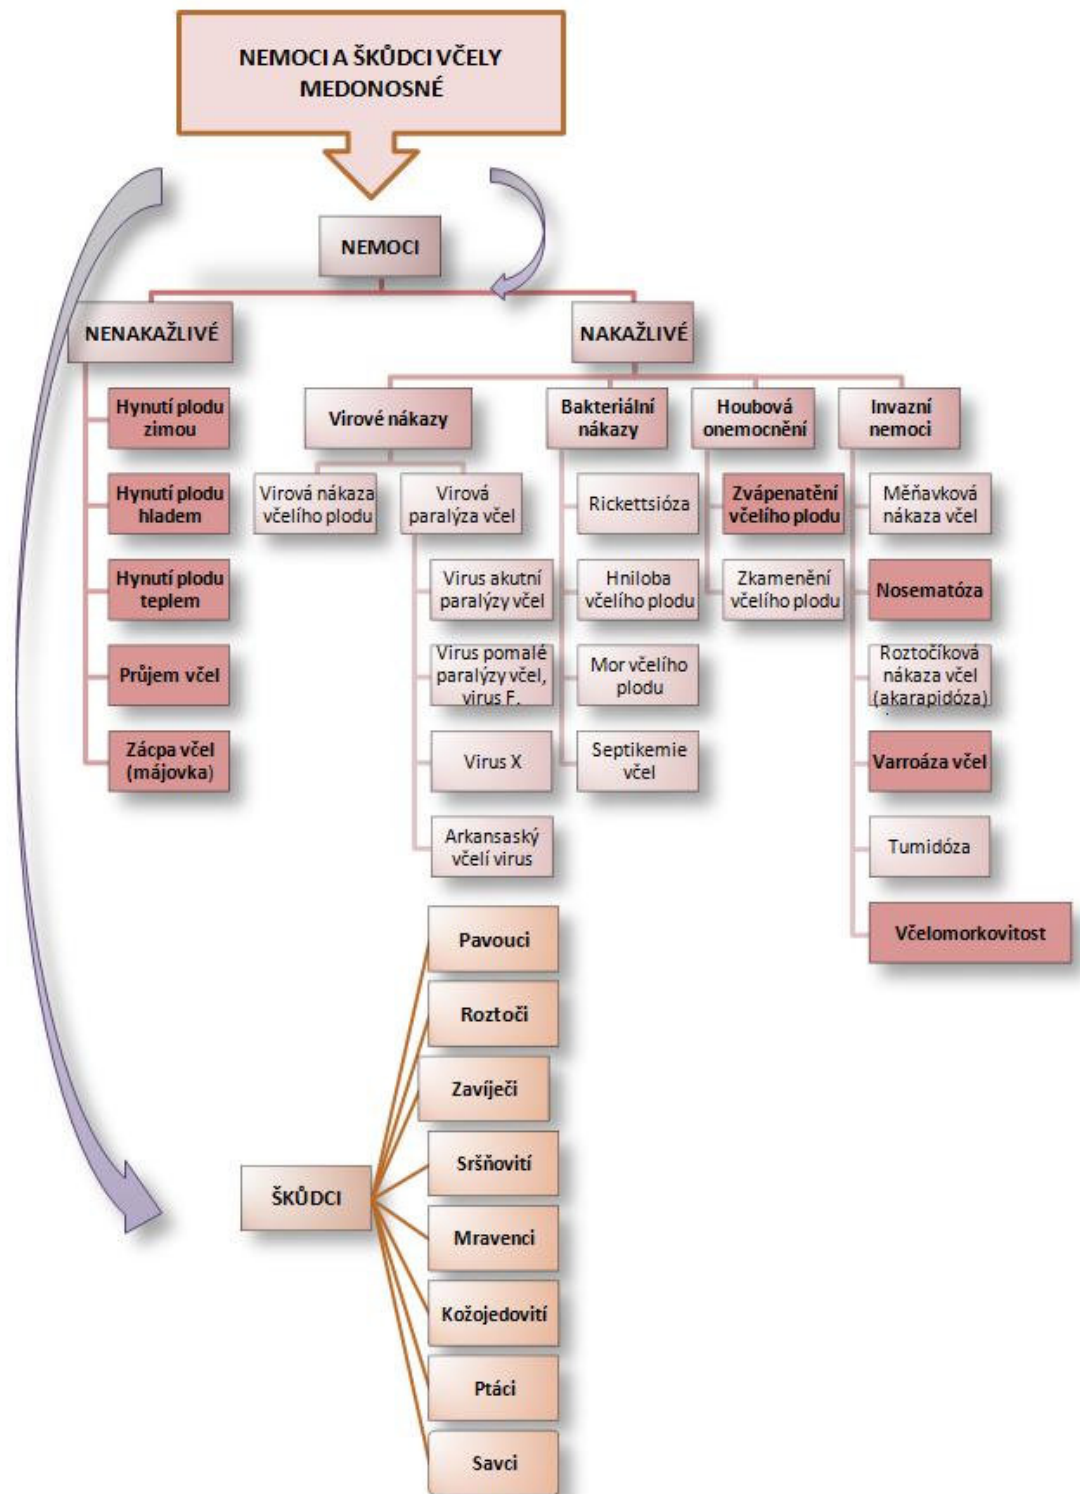 NEMOCI A ŠKŮDCI VČELY
MEDONOSNÉ
NEMOCI
NENAKAŽLIVÉ
Hynutí plodu
zimou
Hynutí plodu
hladem
Hynutí plodu
teplem
Průjem včel
Zácpa včel
(májovka)
NAKAŽLIVÉ
Virové nákazy
Virová nákaza
včelího plodu
Virová
paralýza včel
Virus akutní
paralýzy včel
Virus pomalé
paralýzy včel,
virus F.
Virus X
Arkansaský
včelí virus
Bakteriální
nákazy
Rickettsióza
Hniloba
včelího plodu
Mor včelího
plodu
Septikemie
včel
Houbová
onemocnění
Zvápenatění
včelího plodu
Zkamenění
včelího plodu
Invazní
nemoci
Měňavková
nákaza včel
Nosematóza
Roztočíková
nákaza včel
(akarapidóza)
Varroáza včel
Tumidóza
Včelomorkovitost
ŠKŮDCI
Pavouci
Roztoči
Zavíječi
Sršňovití
Mravenci
Kožojedovití
Ptáci
Savci